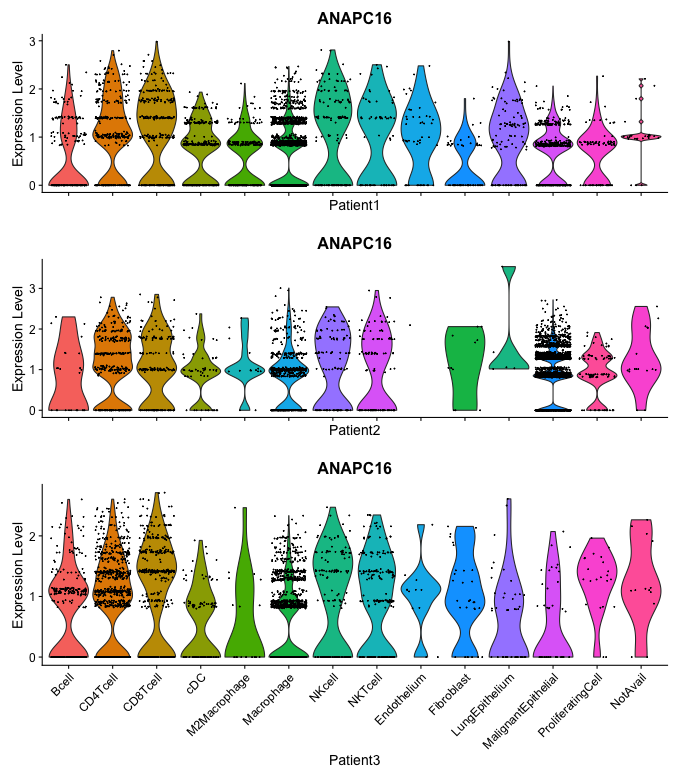 ANAPC16
Expression Level
3
2
1
0
Patient1
ANAPC16
Expression Level
3
2
1
0
Patient2
ANAPC16
Expression Level
2
1
0
Bcell
CD4Tcell
CD8Tcell
cDC
M2Macrophage
Macrophage
NKcell
NKTcell
Endothelium
Fibroblast
LungEpithelium
MalignantEpithelial
ProliferatingCell
NotAvail
Patient3